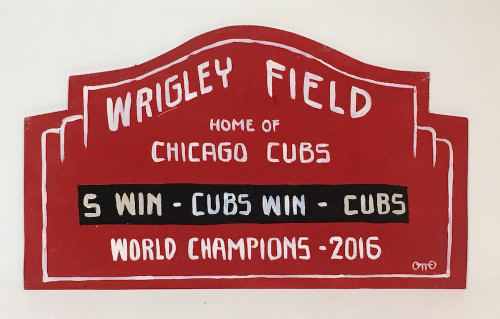 WRIGLEY FIELD
HOME OF
CHICAGO CUBS
S WIN - CUBS WIN - CUBS
WORLD CHAMPIONS - 2016
OTTO